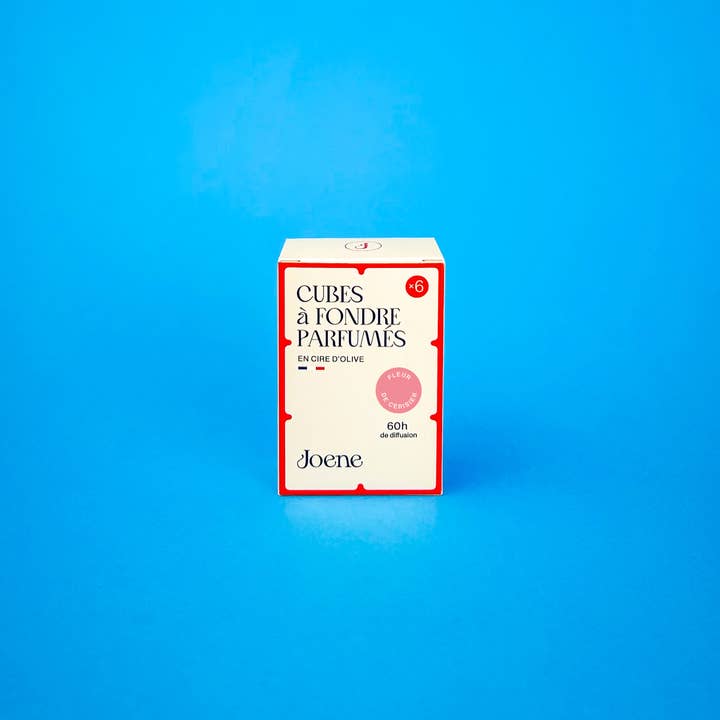 J
CUBES
à FONDRE
PARFUMÉS
×6
EN CIRE D'OLIVE
FLEUR
DE CERISIER
60h
de diffusion
Joene